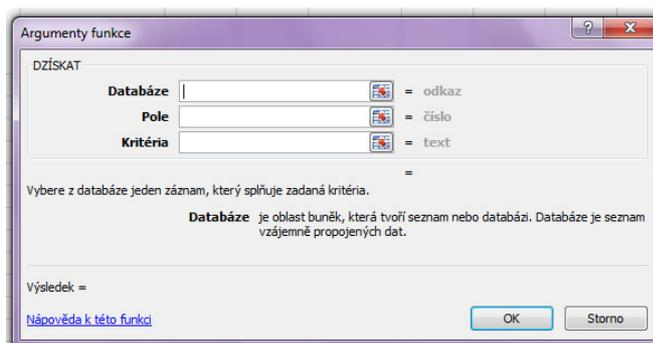 Argumenty funkce
DZÍSKAT
Databáze = odkaz
Pole = číslo
Kritéria = text
=
Vybere z databáze jeden záznam, který splňuje zadaná kritéria.
Databáze je oblast buněk, která tvoří seznam nebo databázi. Databáze je seznam
vzájemně propojených dat.
Výsledek =
Nápověda k této funkci
OK Storno